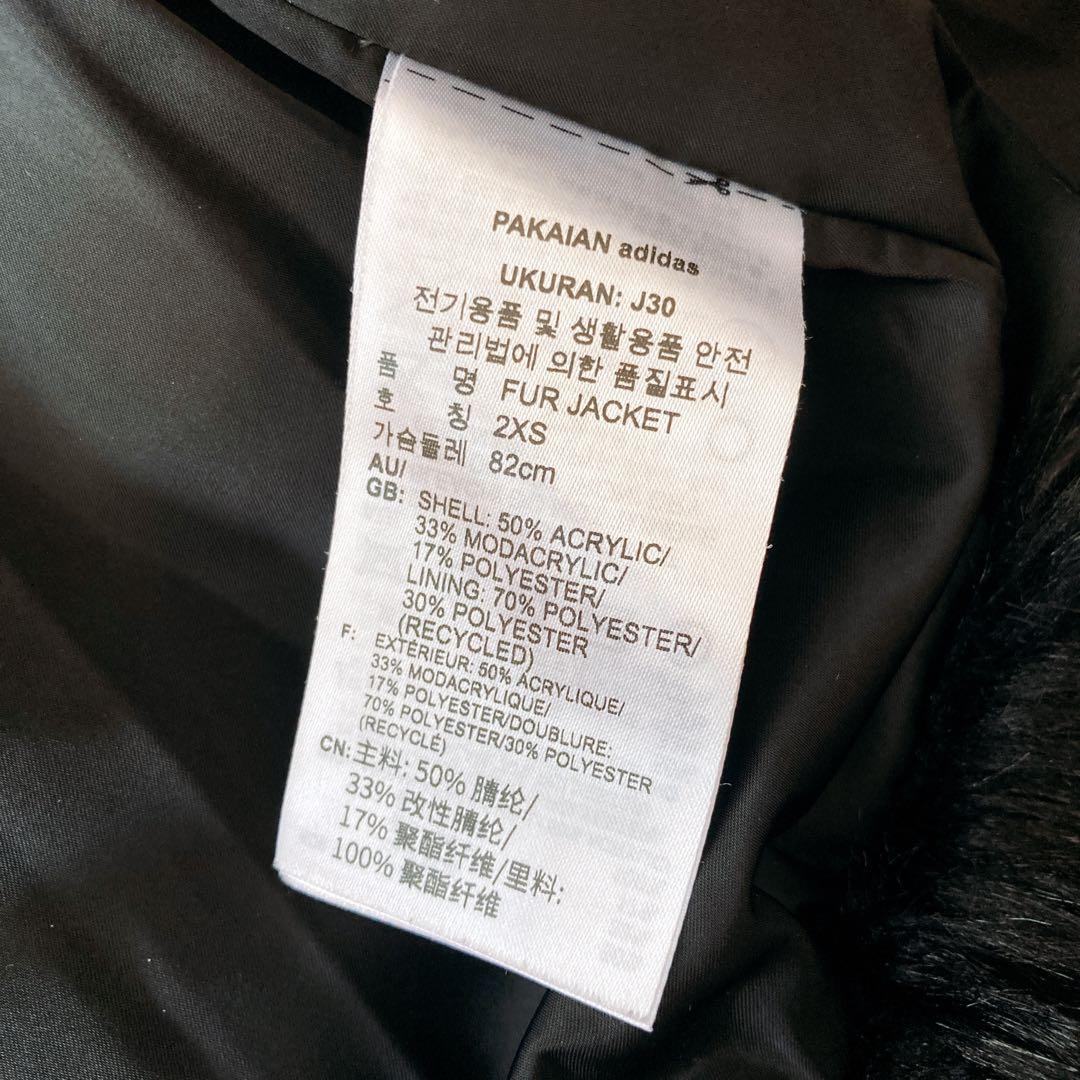 PAKAIAN adidas
UKURAN: J30
전기용품 및 생활용품 안전
관리법에 의한 품질표시
품 명 FUR JACKET
호 칭 2XS
가슴둘레 82cm
AU/
GB: SHELL: 50% ACRYLIC/
33% MODACRYLIC/
17% POLYESTER/
LINING: 70% POLYESTER/
30% POLYESTER
(RECYCLED)
F: EXTÉRIEUR: 50% ACRYLIQUE/
33% MODACRYLIQUE/
17% POLYESTER/DOUBLURE:
70% POLYESTER/30% POLYESTER
(RECYCLÉ)
CN: 主料: 50% 腈纶/
33% 改性腈纶/
17% 聚酯纤维/里料:
100% 聚酯纤维